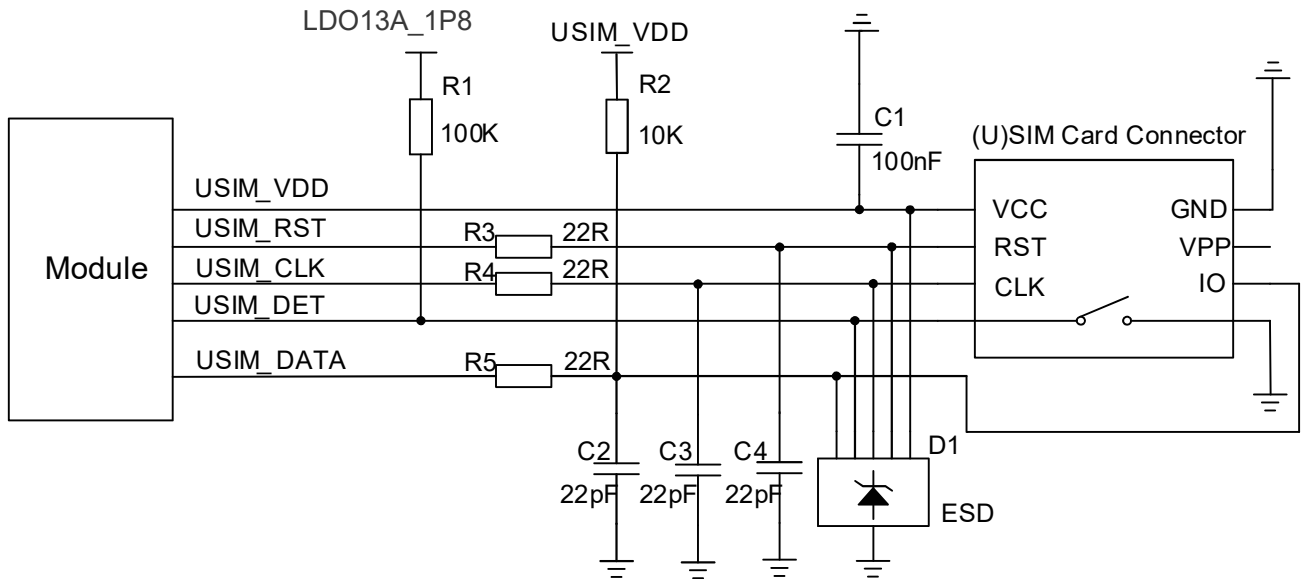 LDO13A_1P8
USIM_VDD
R1
100K
R2
10K
C1
100nF
(U)SIM Card Connector
Module
USIM_VDD
USIM_RST
USIM_CLK
USIM_DET
USIM_DATA
R3 22R
R4 22R
R5 22R
VCC GND
RST VPP
CLK IO
C2
22pF
C3
22pF
C4
22pF
D1
ESD